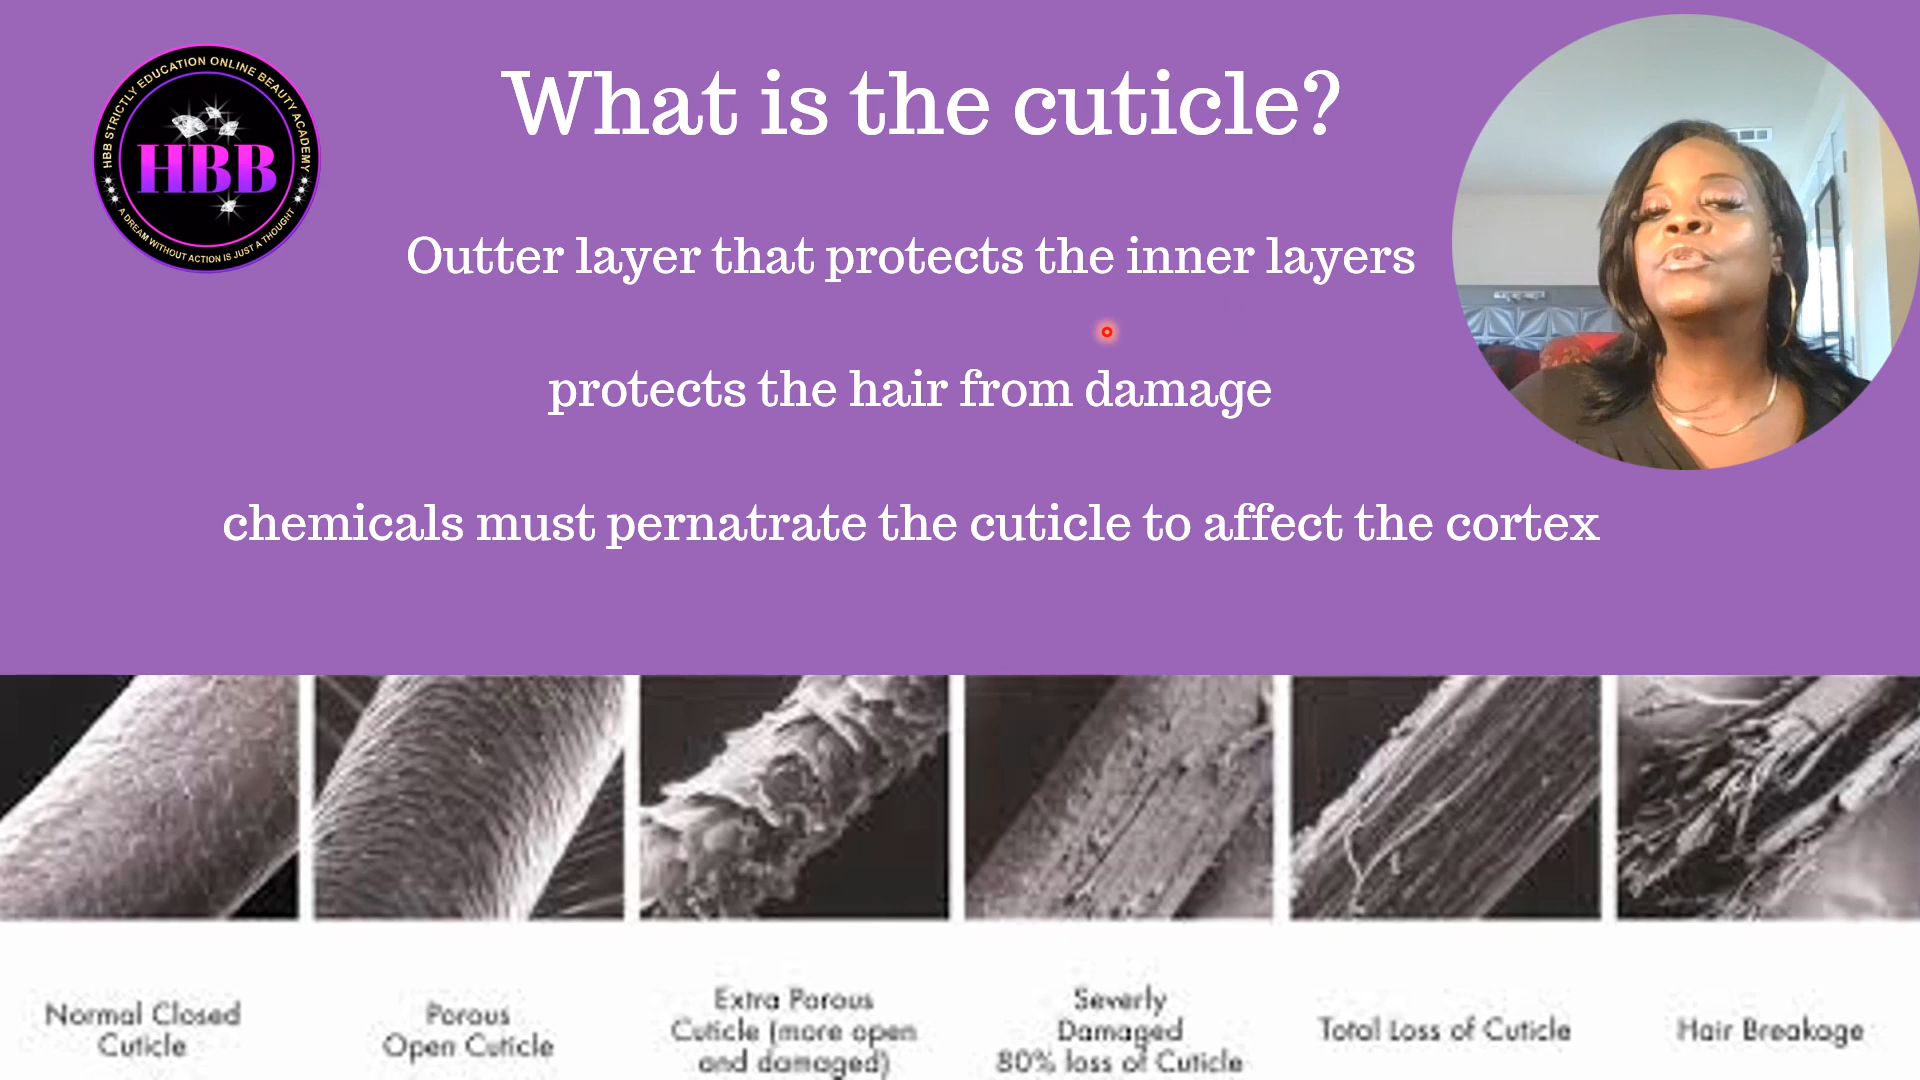 HBB STRICTLY EDUCATION ONLINE BEAUTY ACADEMY
HBB
A DREAM WITHOUT ACTION IS JUST A THOUGHT
What is the cuticle?
Outter layer that protects the inner layers
protects the hair from damage
chemicals must pernatrate the cuticle to affect the cortex
Normal Closed
Cuticle
Porous
Open Cuticle
Extra Porous
Cuticle (more open
and damaged)
Severly
Damaged
80% loss of Cuticle
Total Loss of Cuticle
Hair Breakage